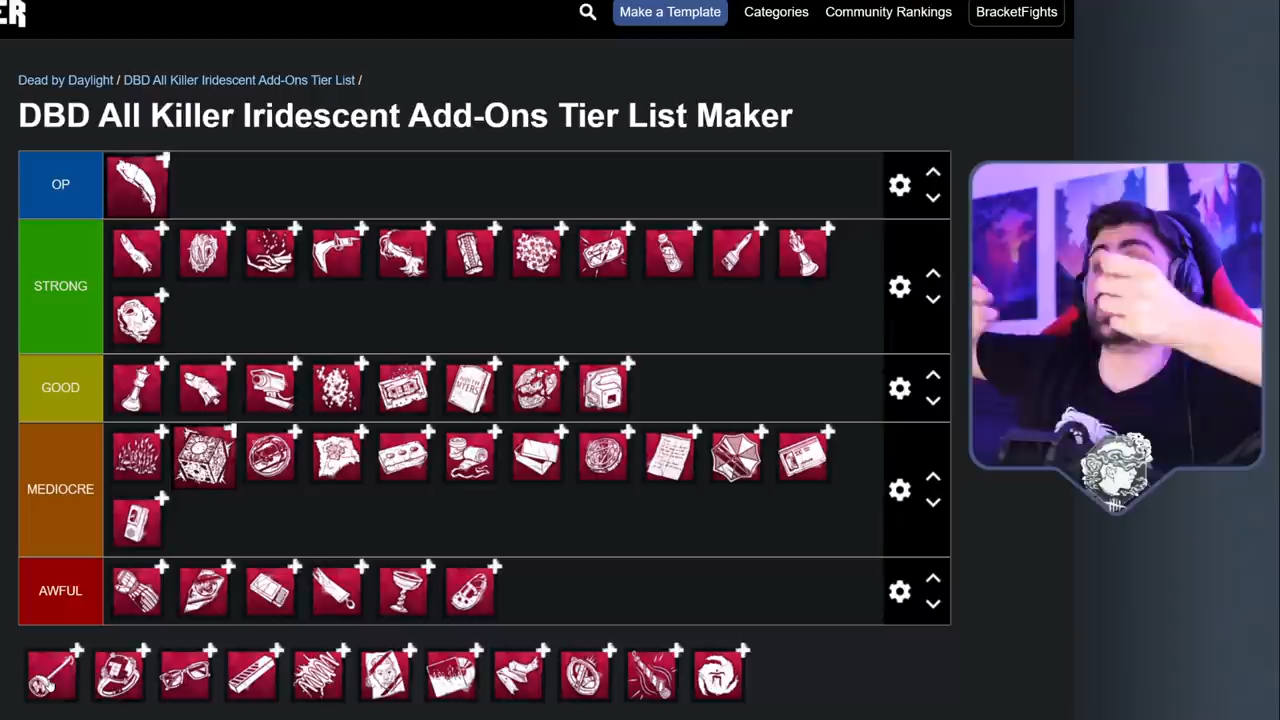 ER
Make a Template
Categories
Community Rankings
BracketFights
Dead by Daylight / DBD All Killer Iridescent Add-Ons Tier List /
DBD All Killer Iridescent Add-Ons Tier List Maker
OP
STRONG
GOOD
MEDIOCRE
AWFUL